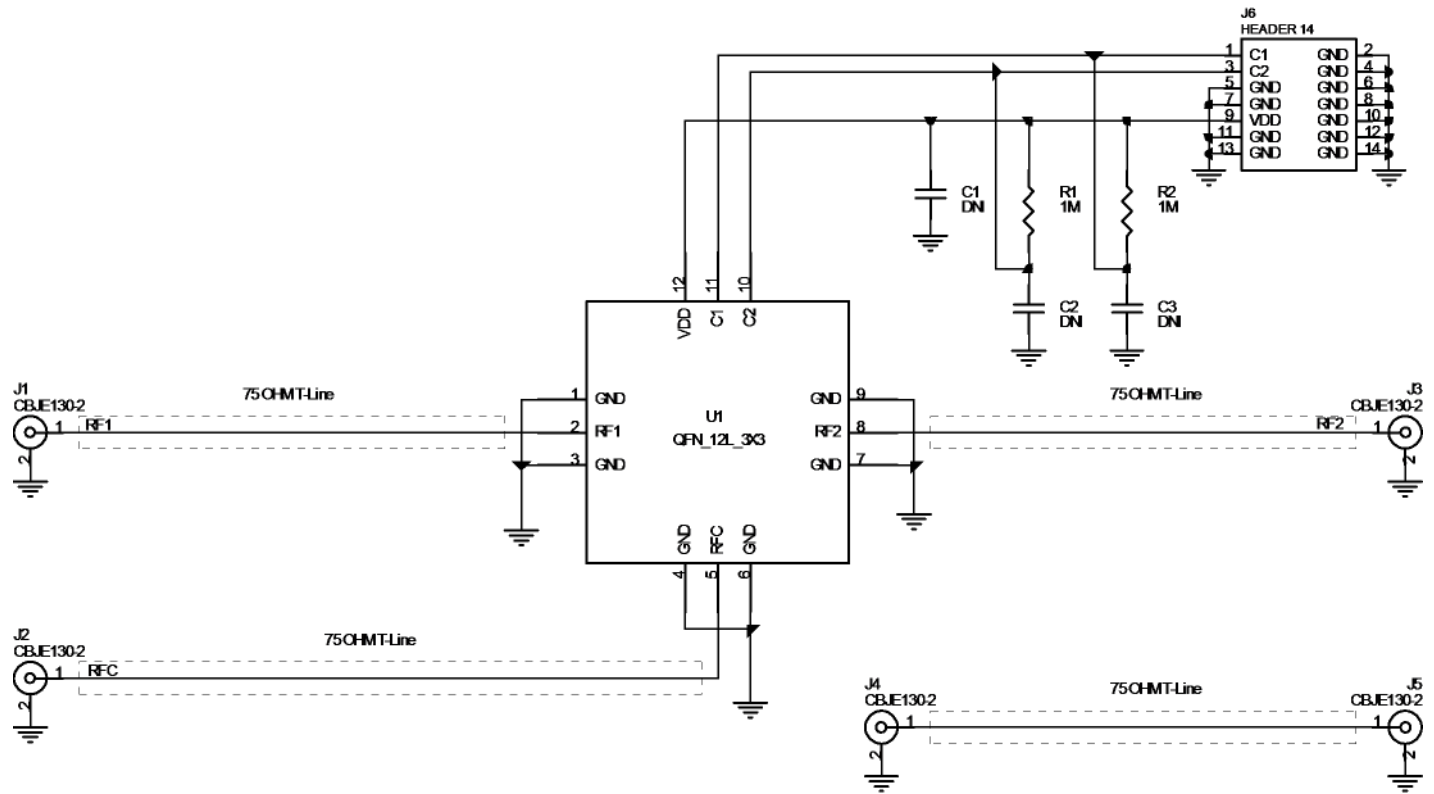 J6
HEADER 14
1 C1 GND 2
3 C2 GND 4
5 GND GND 6
7 GND GND 8
9 VDD GND 10
11 GND GND 12
13 GND GND 14
C1
DNI
R1
1M
R2
1M
C2
DNI
C3
DNI
12 11 10
VDD C1 C2
J1
CBJE130-2
75 OHM T-Line
1 RF1
2
1 GND
2 RF1
3 GND
U1
QFN_12L_3X3
GND 9
RF2 8
GND 7
75 OHM T-Line
J3
CBJE130-2
RF2 1
2
GND RFC GND
4 5 6
J2
CBJE130-2
75 OHM T-Line
1 RFC
2
J4
CBJE130-2
75 OHM T-Line
J5
CBJE130-2
1 1
2 2